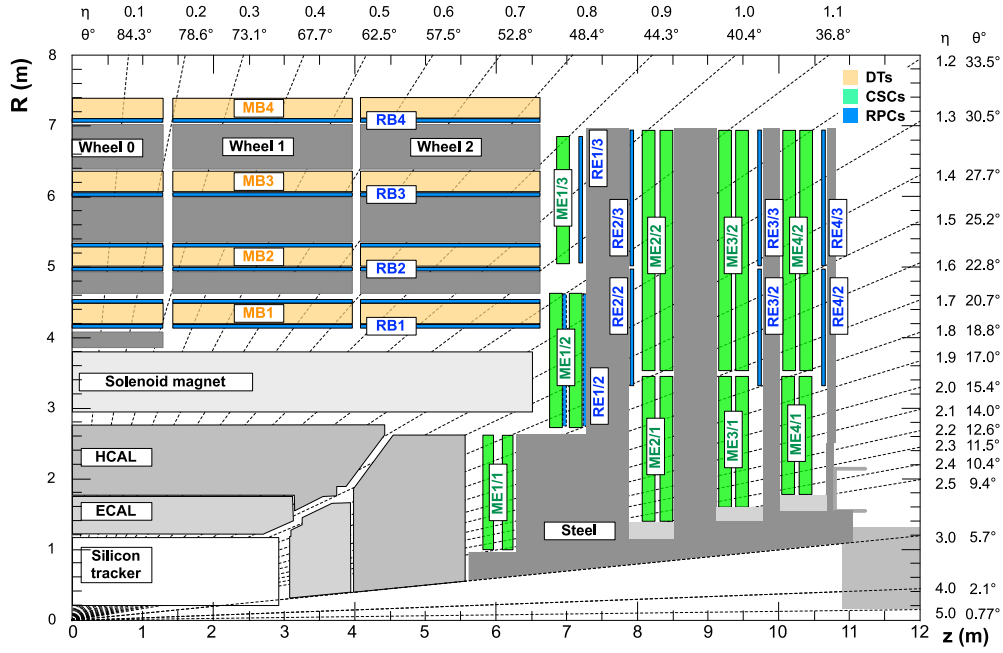 η 0.1 0.2 0.3 0.4 0.5 0.6 0.7 0.8 0.9 1.0 1.1
θ° 84.3° 78.6° 73.1° 67.7° 62.5° 57.5° 52.8° 48.4° 44.3° 40.4° 36.8° η θ°
R (m)
8
7
6
5
4
3
2
1
0
1.2 33.5°
1.3 30.5°
1.4 27.7°
1.5 25.2°
1.6 22.8°
1.7 20.7°
1.8 18.8°
1.9 17.0°
2.0 15.4°
2.1 14.0°
2.2 12.6°
2.3 11.5°
2.4 10.4°
2.5 9.4°
3.0 5.7°
4.0 2.1°
5.0 0.77°
DTs
CSCs
RPCs
MB4
RB4
Wheel 0 Wheel 1 Wheel 2
MB3
RB3
MB2
RB2
MB1
RB1
Solenoid magnet
HCAL
ECAL
Silicon
tracker
Steel
ME1/3
RE1/3
ME1/2
RE1/2
ME1/1
RE2/3
RE2/2
ME2/2
ME2/1
ME3/2
ME3/1
RE3/3
RE3/2
ME4/2
ME4/1
RE4/3
RE4/2
0 1 2 3 4 5 6 7 8 9 10 11 12
z (m)